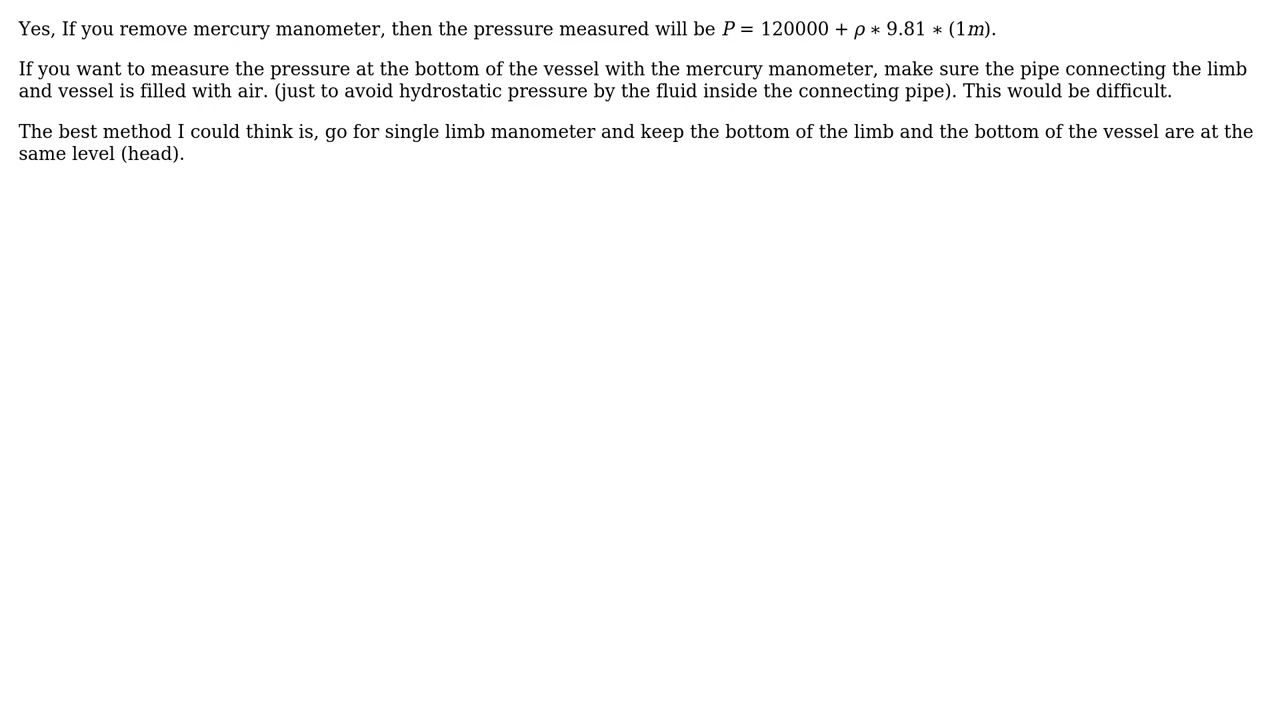 Yes, If you remove mercury manometer, then the pressure measured will be P = 120000 + ρ ∗ 9.81 ∗ (1m).
If you want to measure the pressure at the bottom of the vessel with the mercury manometer, make sure the pipe connecting the limb
and vessel is filled with air. (just to avoid hydrostatic pressure by the fluid inside the connecting pipe). This would be difficult.
The best method I could think is, go for single limb manometer and keep the bottom of the limb and the bottom of the vessel are at the
same level (head).